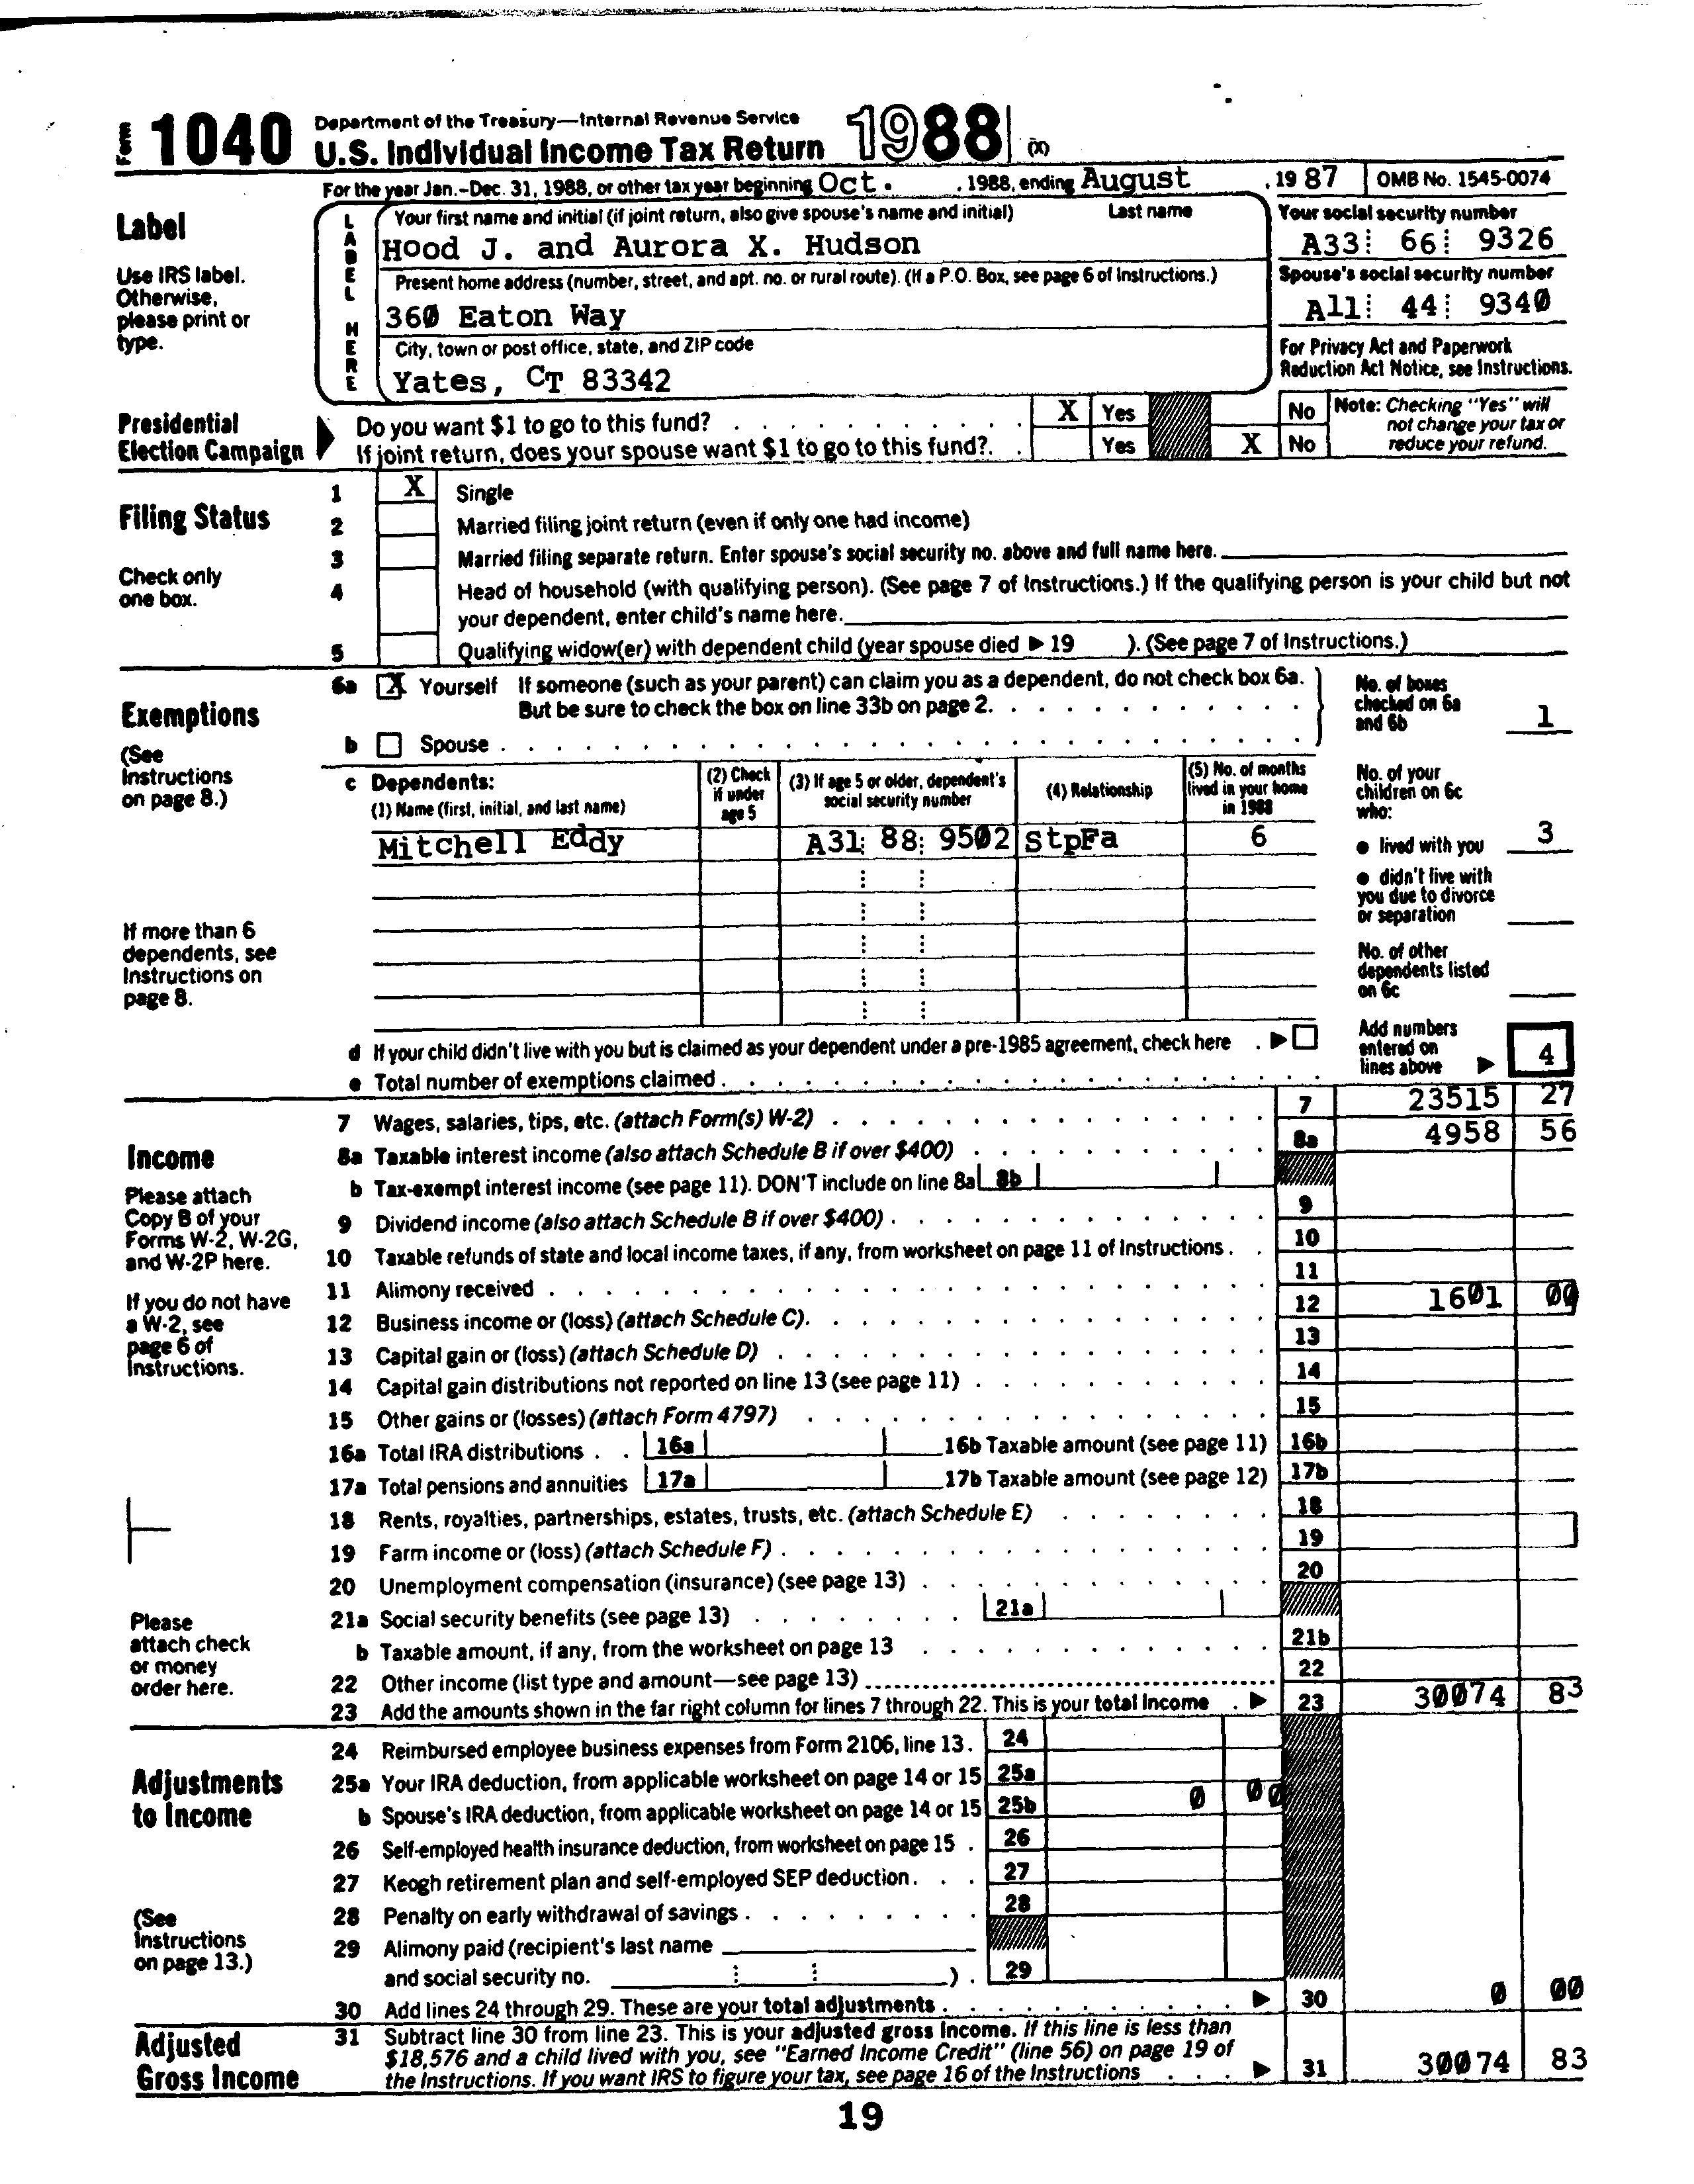 Form 1040 Department of the Treasury—Internal Revenue Service
U.S. Individual Income Tax Return 1988 (X)
For the year Jan.–Dec. 31, 1988, or other tax year beginning Oct. , 1988, ending August , 19 87 OMB No. 1545-0074
Label
Use IRS label.
Otherwise,
please print or
type.
LABEL HERE
Your first name and initial (if joint return, also give spouse's name and initial) Last name
Hood J. and Aurora X. Hudson
Your social security number
A33 66 9326
Present home address (number, street, and apt. no. or rural route). (If a P.O. Box, see page 6 of Instructions.)
360 Eaton Way
Spouse's social security number
A11 44 9340
City, town or post office, state, and ZIP code
Yates, CT 83342
For Privacy Act and Paperwork
Reduction Act Notice, see Instructions.
Presidential
Election Campaign
Do you want $1 to go to this fund? X Yes No
If joint return, does your spouse want $1 to go to this fund?. Yes X No
Note: Checking "Yes" will
not change your tax or
reduce your refund.
Filing Status
Check only
one box.
1 X Single
2 Married filing joint return (even if only one had income)
3 Married filing separate return. Enter spouse's social security no. above and full name here.
4 Head of household (with qualifying person). (See page 7 of Instructions.) If the qualifying person is your child but not
your dependent, enter child's name here.
5 Qualifying widow(er) with dependent child (year spouse died ▶ 19 ). (See page 7 of Instructions.)
Exemptions
(See
Instructions
on page 8.)
6a X Yourself If someone (such as your parent) can claim you as a dependent, do not check box 6a.
But be sure to check the box on line 33b on page 2.
b Spouse
No. of boxes
checked on 6a
and 6b 1
c Dependents:
(1) Name (first, initial, and last name)
(2) Check
if under
age 5
(3) If age 5 or older, dependent's
social security number
(4) Relationship
(5) No. of months
lived in your home
in 1988
Mitchell Eddy A31 88 9502 StpFa 6
No. of your
children on 6c
who:
● lived with you 3
● didn't live with
you due to divorce
or separation
No. of other
dependents listed
on 6c
If more than 6
dependents, see
Instructions on
page 8.
d If your child didn't live with you but is claimed as your dependent under a pre-1985 agreement, check here . ▶
e Total number of exemptions claimed
Add numbers
entered on
lines above ▶ 4
Income
Please attach
Copy B of your
Forms W-2, W-2G,
and W-2P here.
If you do not have
a W-2, see
page 6 of
Instructions.
Please
attach check
or money
order here.
7 Wages, salaries, tips, etc. (attach Form(s) W-2) 7 23515 27
8a Taxable interest income (also attach Schedule B if over $400) 8a 4958 56
b Tax-exempt interest income (see page 11). DON'T include on line 8a 8b
9 Dividend income (also attach Schedule B if over $400) 9
10 Taxable refunds of state and local income taxes, if any, from worksheet on page 11 of Instructions 10
11 Alimony received 11
12 Business income or (loss) (attach Schedule C). 12 1601 00
13 Capital gain or (loss) (attach Schedule D) 13
14 Capital gain distributions not reported on line 13 (see page 11) 14
15 Other gains or (losses) (attach Form 4797) 15
16a Total IRA distributions 16a 16b Taxable amount (see page 11) 16b
17a Total pensions and annuities 17a 17b Taxable amount (see page 12) 17b
18 Rents, royalties, partnerships, estates, trusts, etc. (attach Schedule E) 18
19 Farm income or (loss) (attach Schedule F) 19
20 Unemployment compensation (insurance) (see page 13) 20
21a Social security benefits (see page 13) 21a
b Taxable amount, if any, from the worksheet on page 13 21b
22 Other income (list type and amount—see page 13) 22
23 Add the amounts shown in the far right column for lines 7 through 22. This is your total income ▶ 23 30074 83
Adjustments
to Income
(See
Instructions
on page 13.)
24 Reimbursed employee business expenses from Form 2106, line 13. 24
25a Your IRA deduction, from applicable worksheet on page 14 or 15 25a
b Spouse's IRA deduction, from applicable worksheet on page 14 or 15 25b 0 00
26 Self-employed health insurance deduction, from worksheet on page 15 26
27 Keogh retirement plan and self-employed SEP deduction. 27
28 Penalty on early withdrawal of savings 28
29 Alimony paid (recipient's last name
and social security no. ) . 29
30 Add lines 24 through 29. These are your total adjustments ▶ 30 0 00
Adjusted
Gross Income
31 Subtract line 30 from line 23. This is your adjusted gross income. If this line is less than
$18,576 and a child lived with you, see "Earned Income Credit" (line 56) on page 19 of
the Instructions. If you want IRS to figure your tax, see page 16 of the Instructions ▶ 31 30074 83
19